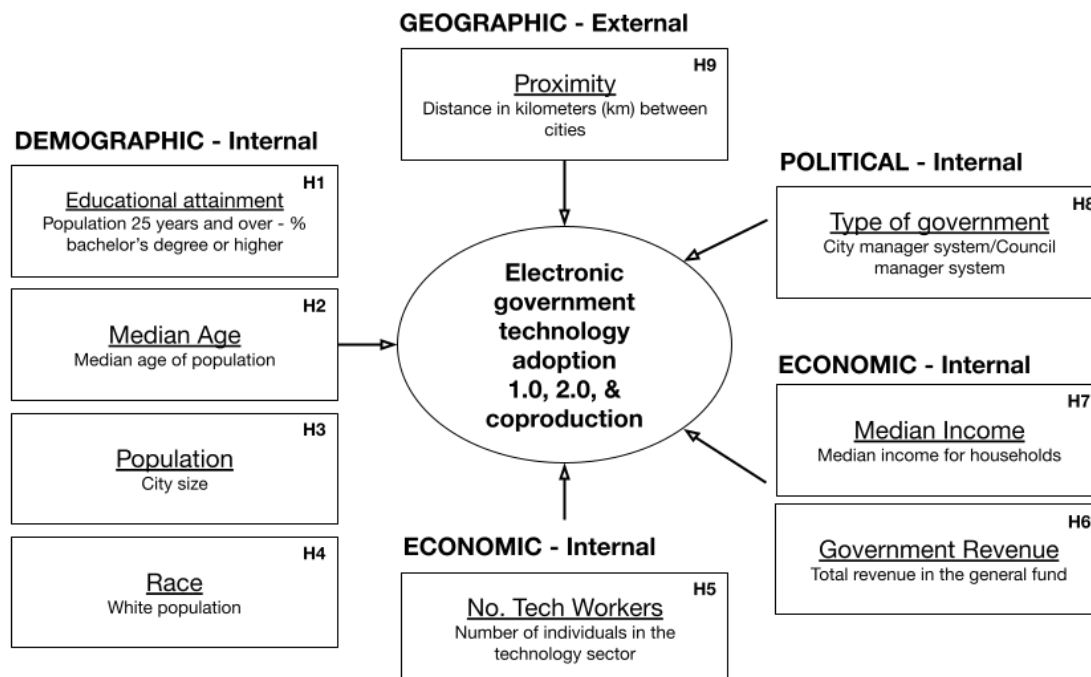 GEOGRAPHIC - External
H9
Proximity
Distance in kilometers (km) between
cities
DEMOGRAPHIC - Internal
H1
Educational attainment
Population 25 years and over - %
bachelor's degree or higher
H2
Median Age
Median age of population
H3
Population
City size
H4
Race
White population
Electronic
government
technology
adoption
1.0, 2.0, &
coproduction
POLITICAL - Internal
H8
Type of government
City manager system/Council
manager system
ECONOMIC - Internal
H7
Median Income
Median income for households
H6
Government Revenue
Total revenue in the general fund
ECONOMIC - Internal
H5
No. Tech Workers
Number of individuals in the
technology sector